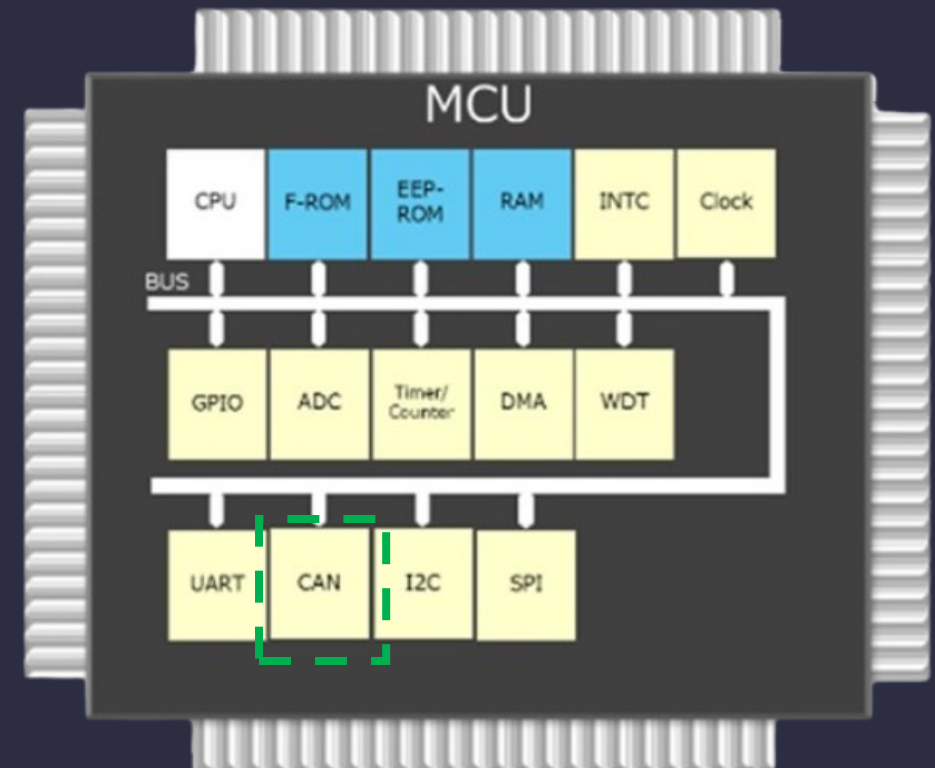 MCU
CPU
F-ROM
EEP-
ROM
RAM
INTC
Clock
BUS
GPIO
ADC
Timer/
Counter
DMA
WDT
UART
CAN
I2C
SPI